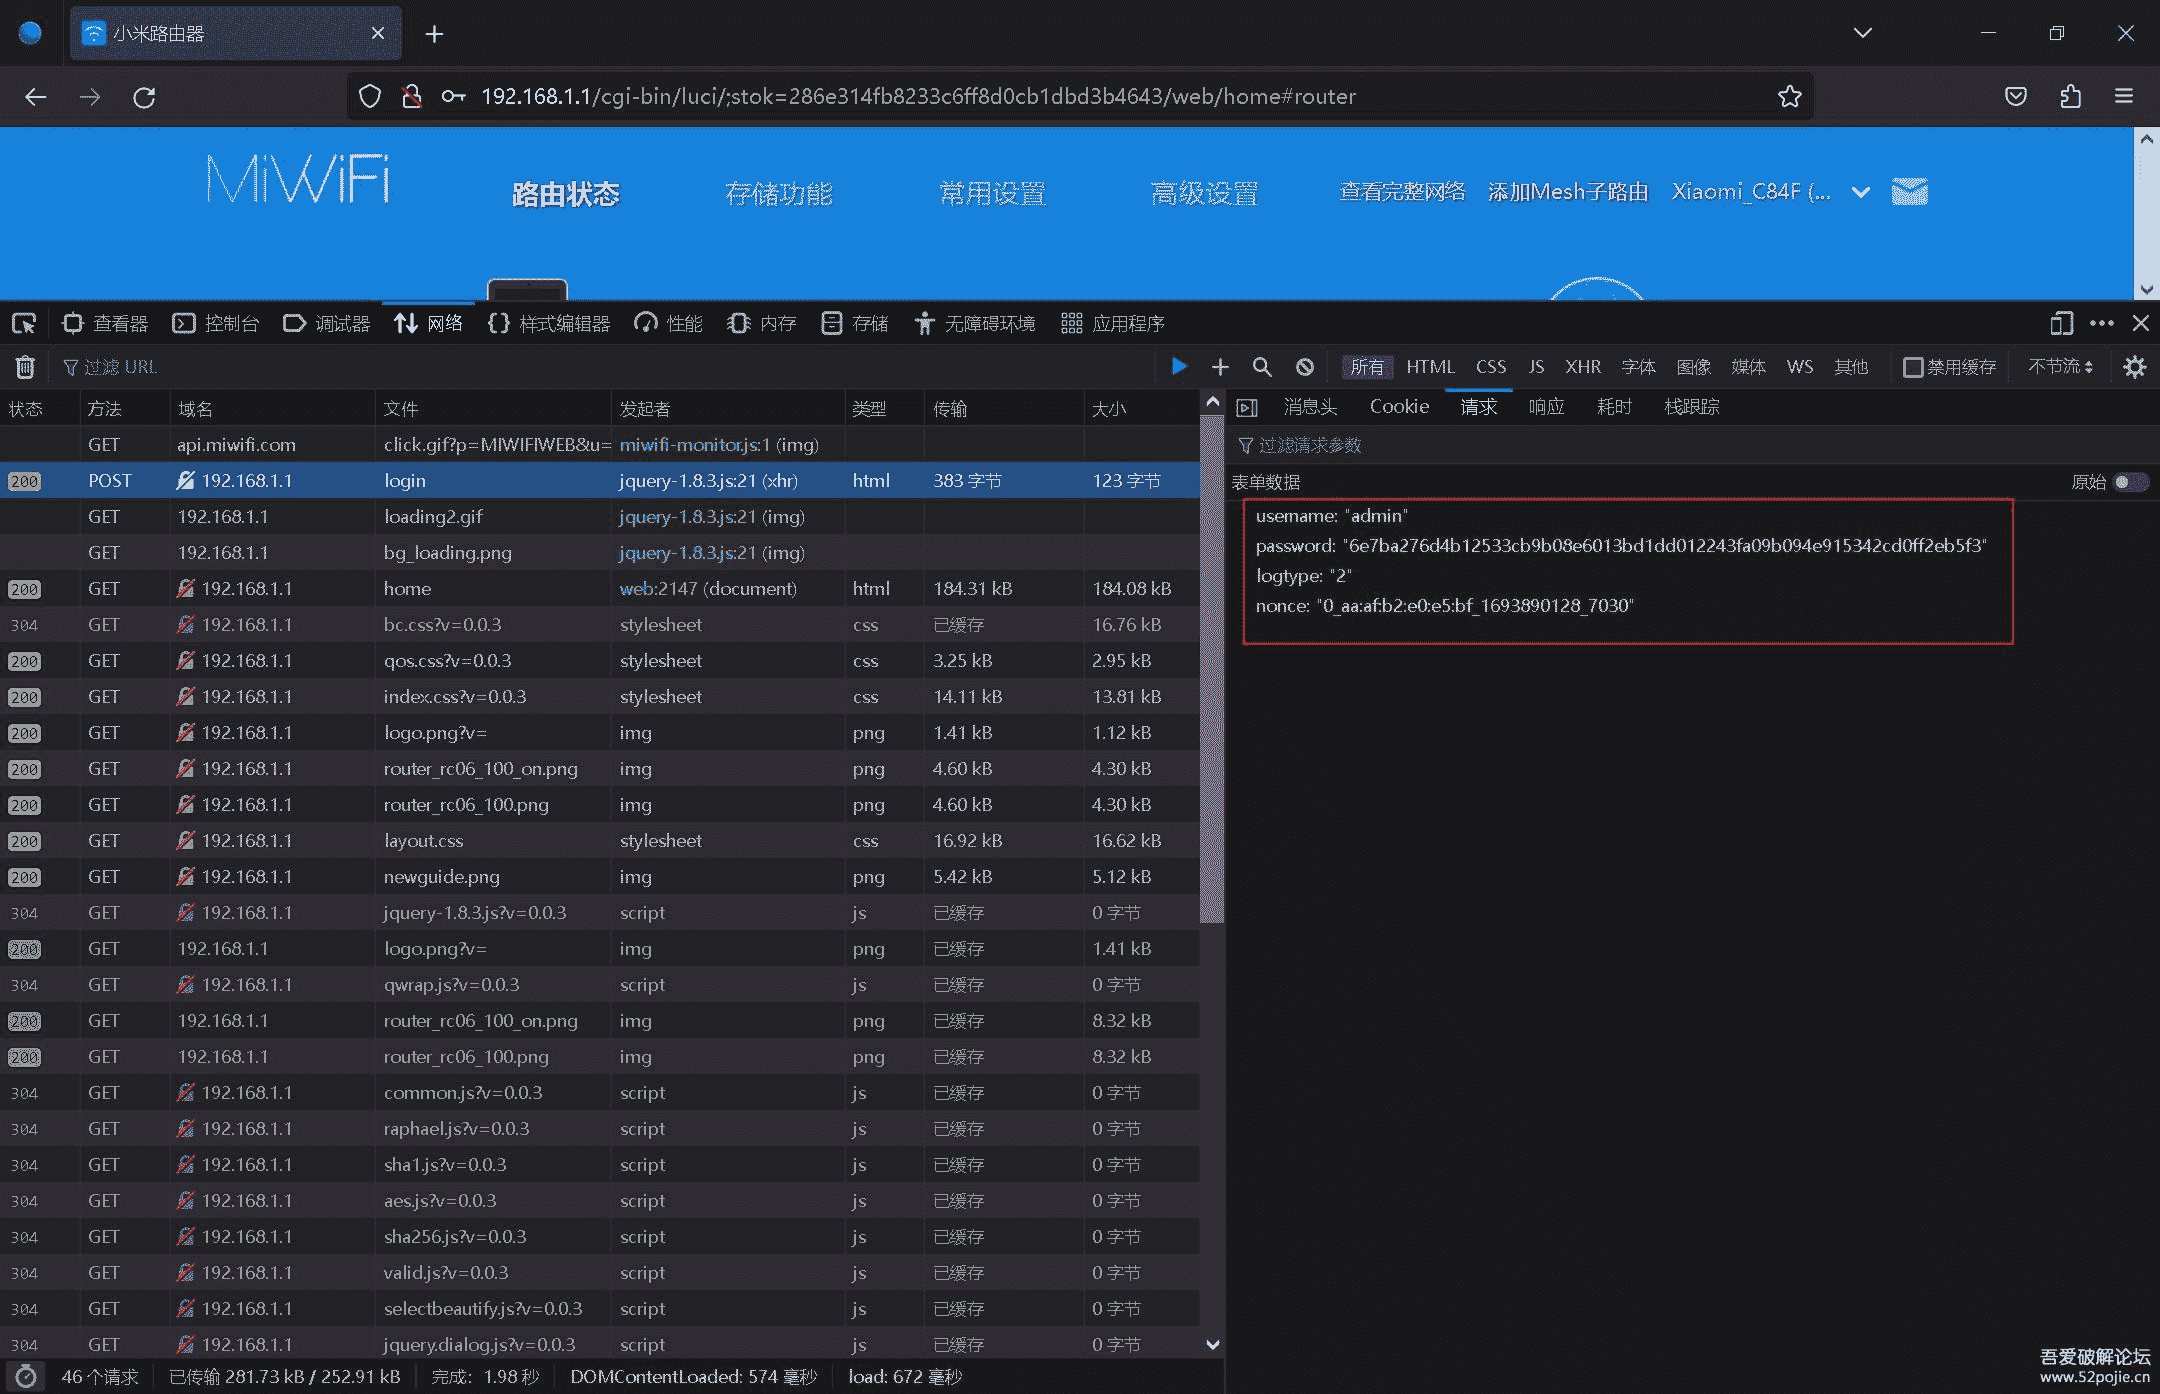 小米路由器
192.168.1.1/cgi-bin/luci/;stok=286e314fb8233c6ff8d0cb1dbd3b4643/web/home#router
MiWiFi 路由状态 存储功能 常用设置 高级设置 查看完整网络 添加Mesh子路由 Xiaomi_C84F (...
查看器 控制台 调试器 网络 样式编辑器 性能 内存 存储 无障碍环境 应用程序
过滤 URL 所有 HTML CSS JS XHR 字体 图像 媒体 WS 其他 禁用缓存 不节流
状态 方法 域名 文件 发起者 类型 传输 大小
GET api.miwifi.com click.gif?p=MIWIFIWEB&u= miwifi-monitor.js:1 (img)
200 POST 192.168.1.1 login jquery-1.8.3.js:21 (xhr) html 383 字节 123 字节
GET 192.168.1.1 loading2.gif jquery-1.8.3.js:21 (img)
GET 192.168.1.1 bg_loading.png jquery-1.8.3.js:21 (img)
200 GET 192.168.1.1 home web:2147 (document) html 184.31 kB 184.08 kB
304 GET 192.168.1.1 bc.css?v=0.0.3 stylesheet css 已缓存 16.76 kB
200 GET 192.168.1.1 qos.css?v=0.0.3 stylesheet css 3.25 kB 2.95 kB
200 GET 192.168.1.1 index.css?v=0.0.3 stylesheet css 14.11 kB 13.81 kB
200 GET 192.168.1.1 logo.png?v= img png 1.41 kB 1.12 kB
200 GET 192.168.1.1 router_rc06_100_on.png img png 4.60 kB 4.30 kB
200 GET 192.168.1.1 router_rc06_100.png img png 4.60 kB 4.30 kB
200 GET 192.168.1.1 layout.css stylesheet css 16.92 kB 16.62 kB
200 GET 192.168.1.1 newguide.png img png 5.42 kB 5.12 kB
304 GET 192.168.1.1 jquery-1.8.3.js?v=0.0.3 script js 已缓存 0 字节
200 GET 192.168.1.1 logo.png?v= img png 已缓存 1.41 kB
304 GET 192.168.1.1 qwrap.js?v=0.0.3 script js 已缓存 0 字节
200 GET 192.168.1.1 router_rc06_100_on.png img png 已缓存 8.32 kB
200 GET 192.168.1.1 router_rc06_100.png img png 已缓存 8.32 kB
304 GET 192.168.1.1 common.js?v=0.0.3 script js 已缓存 0 字节
304 GET 192.168.1.1 raphael.js?v=0.0.3 script js 已缓存 0 字节
304 GET 192.168.1.1 sha1.js?v=0.0.3 script js 已缓存 0 字节
304 GET 192.168.1.1 aes.js?v=0.0.3 script js 已缓存 0 字节
304 GET 192.168.1.1 sha256.js?v=0.0.3 script js 已缓存 0 字节
304 GET 192.168.1.1 valid.js?v=0.0.3 script js 已缓存 0 字节
304 GET 192.168.1.1 selectbeautify.js?v=0.0.3 script js 已缓存 0 字节
304 GET 192.168.1.1 jquery.dialog.js?v=0.0.3 script js 已缓存 0 字节
46 个请求 已传输 281.73 kB / 252.91 kB 完成：1.98 秒 DOMContentLoaded: 574 毫秒 load: 672 毫秒
消息头 Cookie 请求 响应 耗时 栈跟踪
过滤请求参数
表单数据 原始
username: "admin"
password: "6e7ba276d4b12533cb9b08e6013bd1dd012243fa09b094e915342cd0ff2eb5f3"
logtype: "2"
nonce: "0_aa:af:b2:e0:e5:bf_1693890128_7030"
吾爱破解论坛
www.52pojie.cn